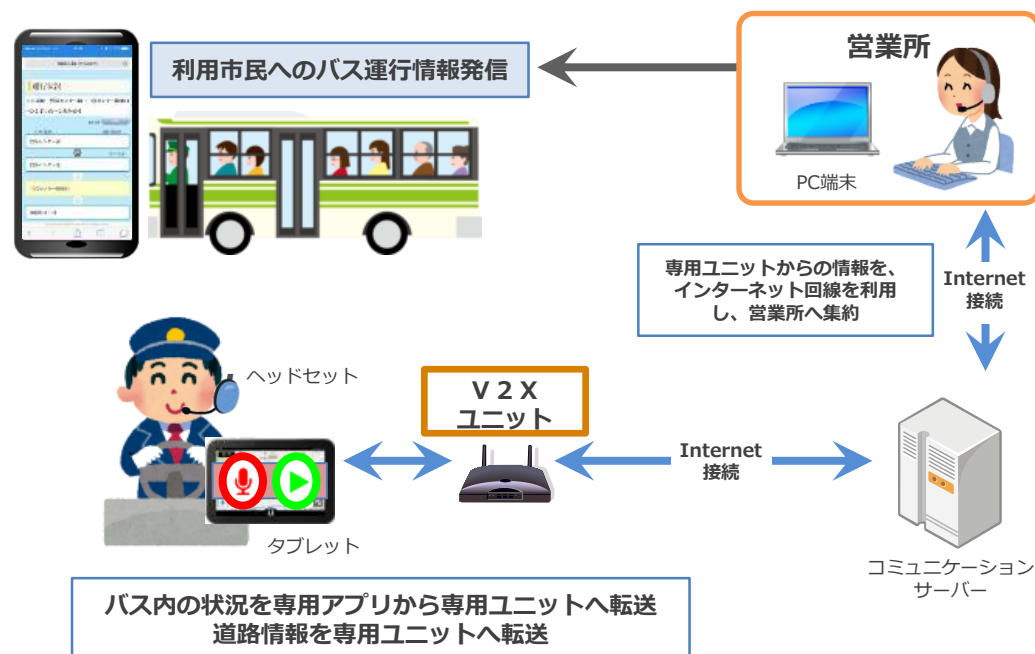 利用市民へのバス運行情報発信
営業所
PC端末
専用ユニットからの情報を、
インターネット回線を利用
し、営業所へ集約
Internet
接続
ヘッドセット
V2X
ユニット
Internet
接続
タブレット
コミュニケーション
サーバー
バス内の状況を専用アプリから専用ユニットへ転送
道路情報を専用ユニットへ転送